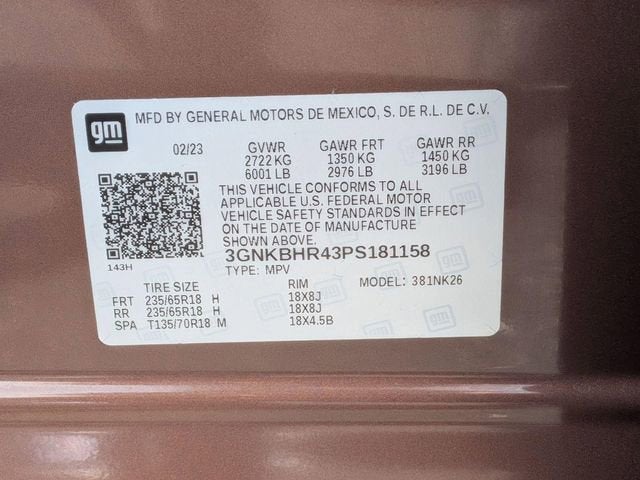 gm
MFD BY GENERAL MOTORS DE MEXICO, S. DE R.L. DE C.V.
02/23 GVWR GAWR FRT GAWR RR
2722 KG 1350 KG 1450 KG
6001 LB 2976 LB 3196 LB
THIS VEHICLE CONFORMS TO ALL
APPLICABLE U.S. FEDERAL MOTOR
VEHICLE SAFETY STANDARDS IN EFFECT
ON THE DATE OF MANUFACTURE
SHOWN ABOVE.
143H
3GNKBHR43PS181158
TYPE: MPV MODEL: 381NK26
TIRE SIZE RIM
FRT 235/65R18 H 18X8J
RR 235/65R18 H 18X8J
SPA T135/70R18 M 18X4.5B